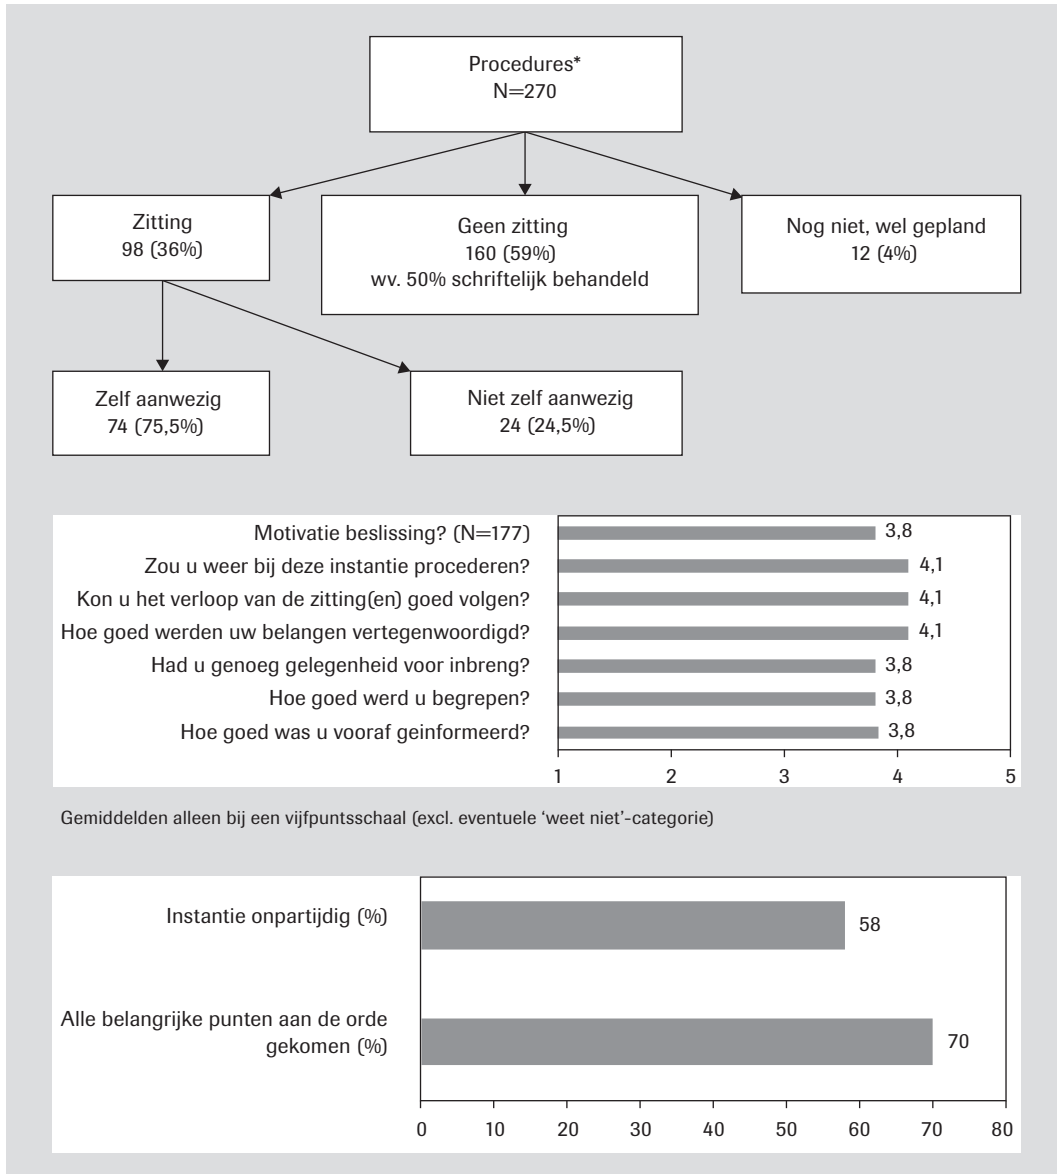 Procedures*
N=270
Zitting
98 (36%)
Geen zitting
160 (59%)
wv. 50% schriftelijk behandeld
Nog niet, wel gepland
12 (4%)
Zelf aanwezig
74 (75,5%)
Niet zelf aanwezig
24 (24,5%)
Motivatie beslissing? (N=177) 3,8
Zou u weer bij deze instantie procederen? 4,1
Kon u het verloop van de zitting(en) goed volgen? 4,1
Hoe goed werden uw belangen vertegenwoordigd? 4,1
Had u genoeg gelegenheid voor inbreng? 3,8
Hoe goed werd u begrepen? 3,8
Hoe goed was u vooraf geinformeerd? 3,8
1 2 3 4 5
Gemiddelden alleen bij een vijfpuntsschaal (excl. eventuele ‘weet niet’-categorie)
Instantie onpartijdig (%) 58
Alle belangrijke punten aan de orde
gekomen (%) 70
0 10 20 30 40 50 60 70 80